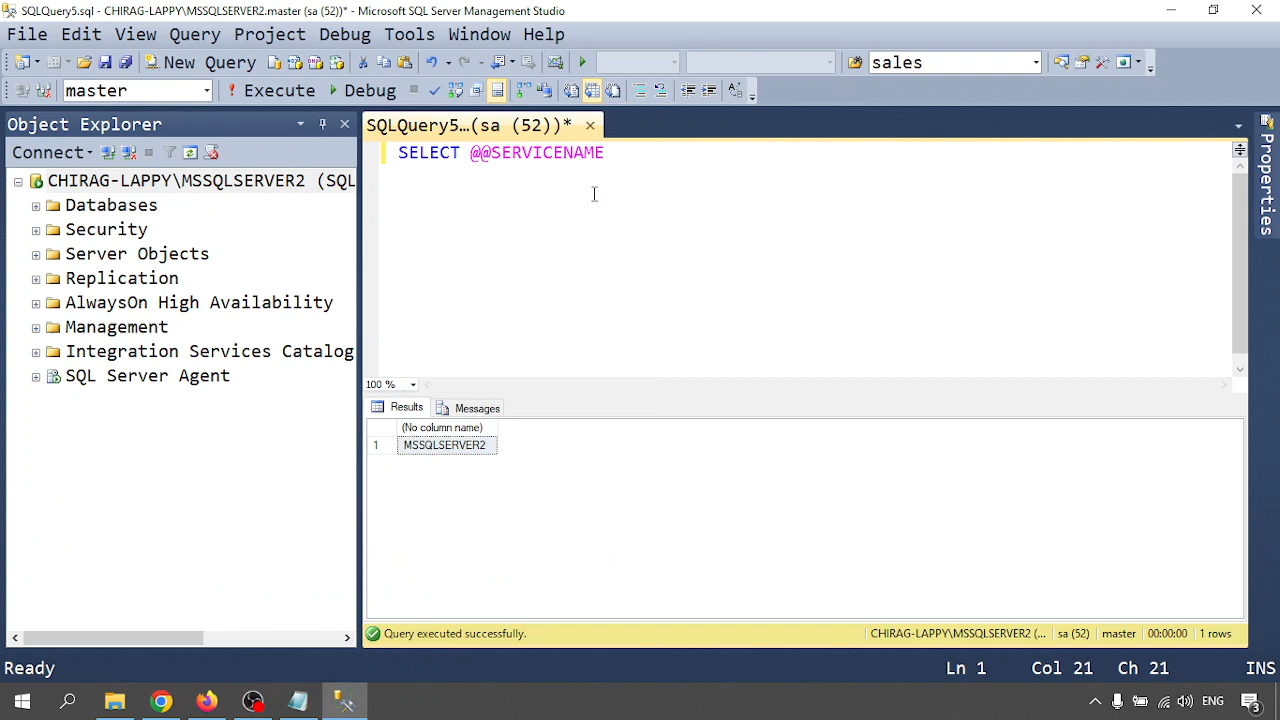 SQLQuery5.sql - CHIRAG-LAPPY\MSSQLSERVER2.master (sa (52))* - Microsoft SQL Server Management Studio
File Edit View Query Project Debug Tools Window Help
New Query
sales
master
Execute
Debug
Object Explorer
Connect
CHIRAG-LAPPY\MSSQLSERVER2 (SQL
Databases
Security
Server Objects
Replication
AlwaysOn High Availability
Management
Integration Services Catalog
SQL Server Agent
SQLQuery5...(sa (52))*
SELECT @@SERVICENAME
100 %
Results
Messages
(No column name)
1 MSSQLSERVER2
Query executed successfully.
CHIRAG-LAPPY\MSSQLSERVER2 (... sa (52) master 00:00:00 1 rows
Properties
Ready
Ln 1 Col 21 Ch 21 INS
ENG
3